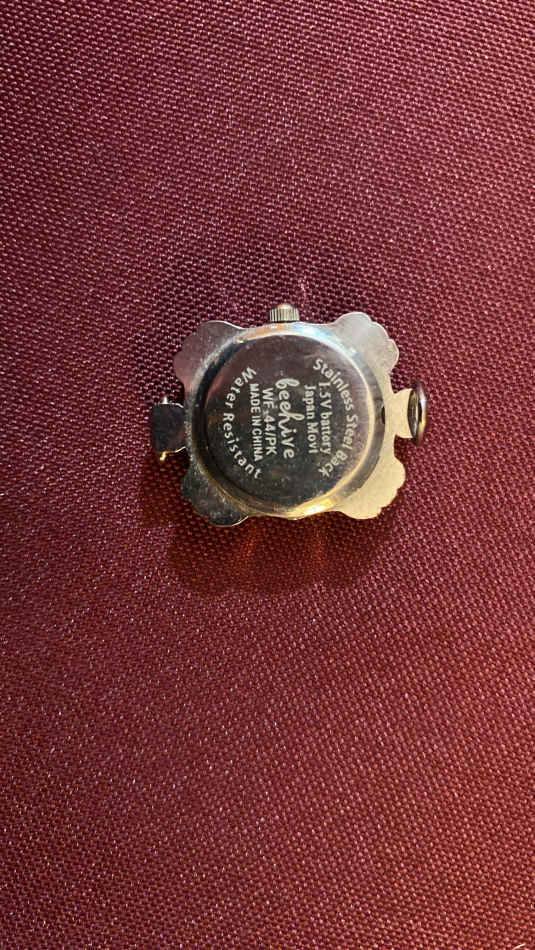 Stainless Steel Back
1.5V battery
Japan Movt
beehive
WF-44/PK
MADE IN CHINA
Water Resistant